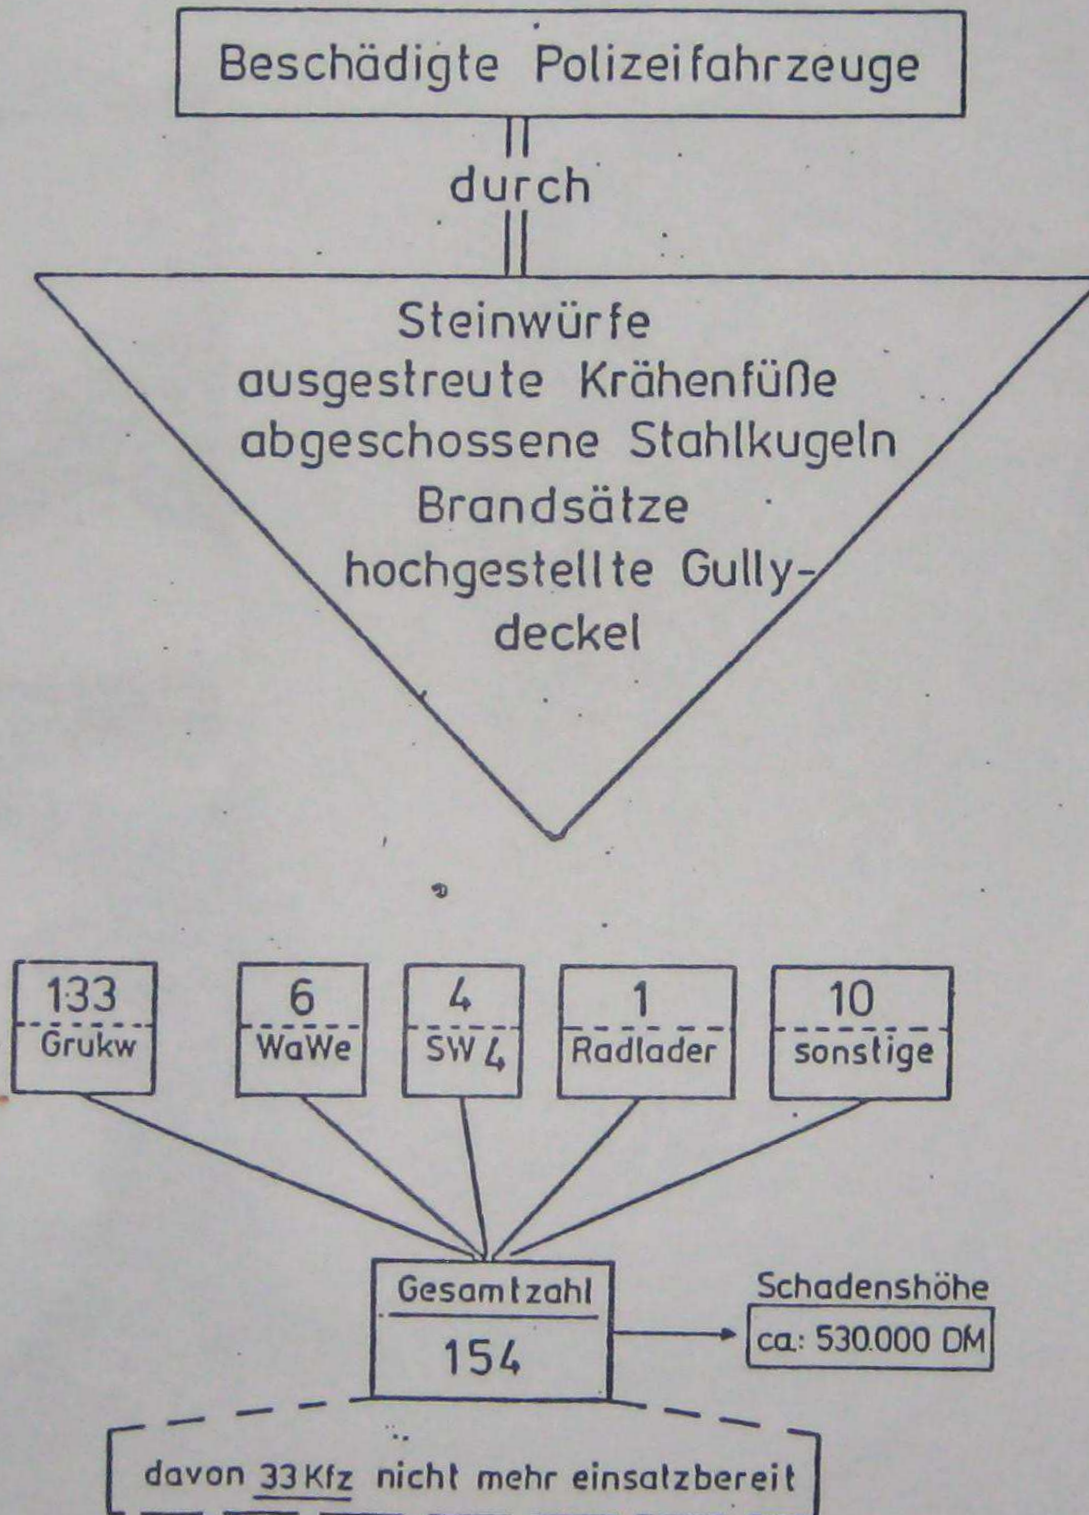 Beschädigte Polizeifahrzeuge
durch
Steinwürfe
ausgestreute Krähenfüße
abgeschossene Stahlkugeln
Brandsätze
hochgestellte Gully-
deckel
133
Grukw
6
WaWe
4
SW 4
1
Radlader
10
sonstige
Gesamtzahl
154
Schadenshöhe
ca: 530.000 DM
davon 33 Kfz nicht mehr einsatzbereit